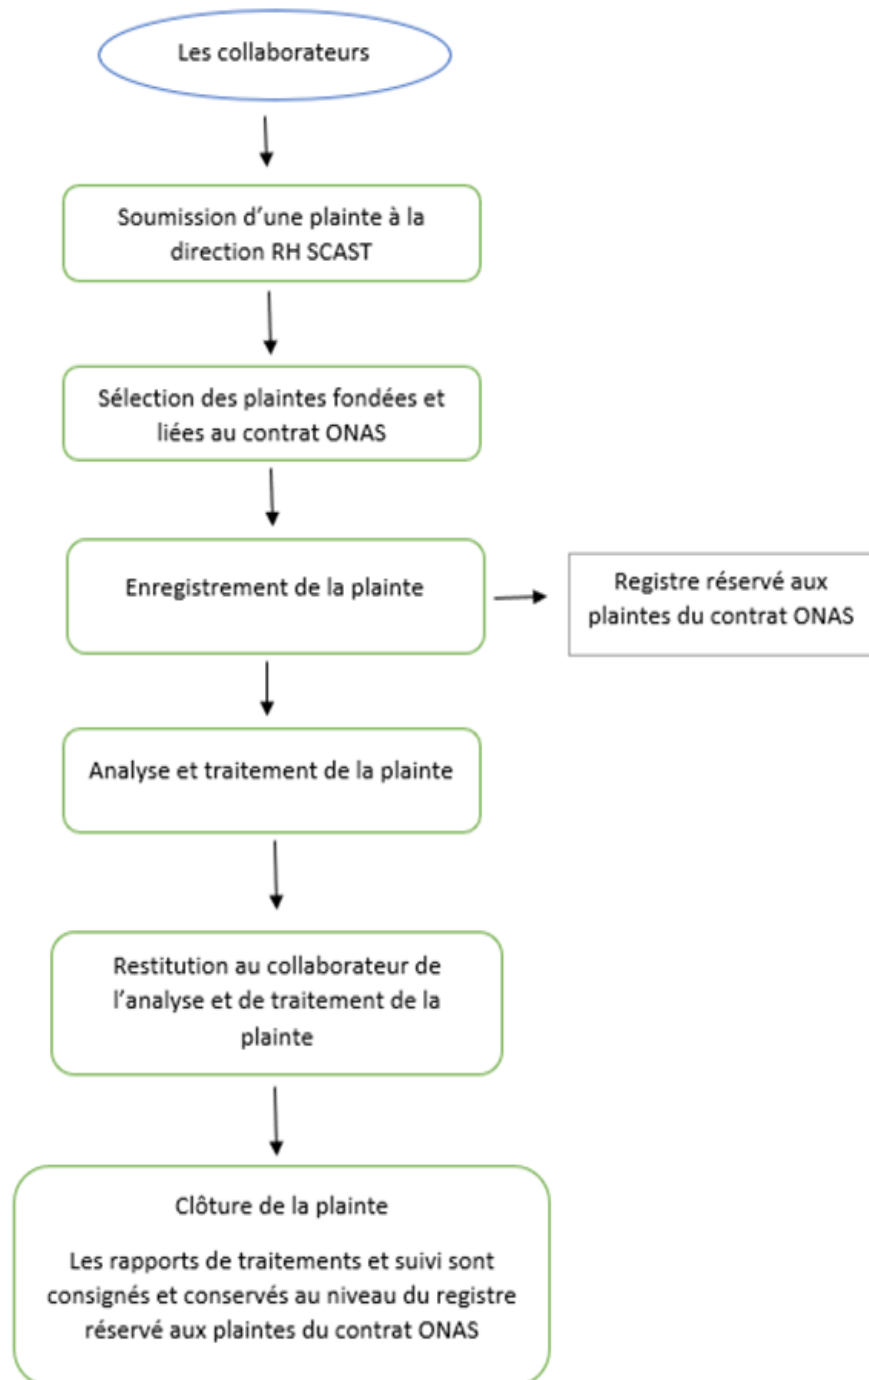 Les collaborateurs
Soumission d’une plainte à la
direction RH SCAST
Sélection des plaintes fondées et
liées au contrat ONAS
Enregistrement de la plainte
Registre réservé aux
plaintes du contrat ONAS
Analyse et traitement de la plainte
Restitution au collaborateur de
l’analyse et de traitement de la
plainte
Clôture de la plainte
Les rapports de traitements et suivi sont
consignés et conservés au niveau du registre
réservé aux plaintes du contrat ONAS